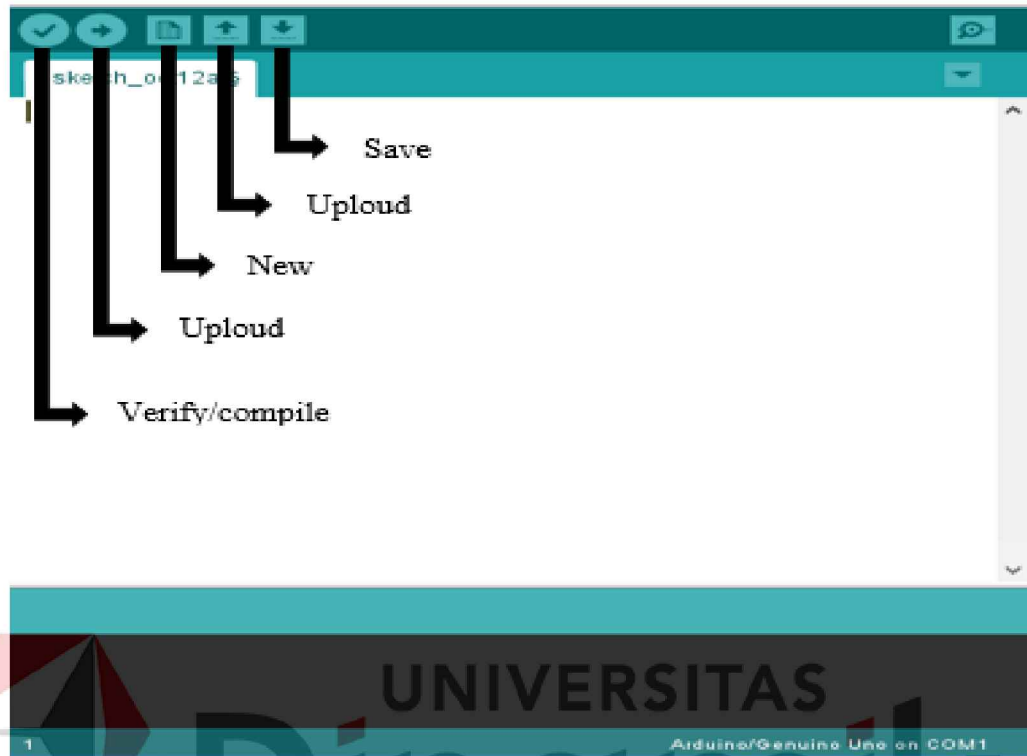 Save
Uploud
New
Uploud
Verify/compile
UNIVERSITAS
1
Arduino/Genuino Uno on COM1